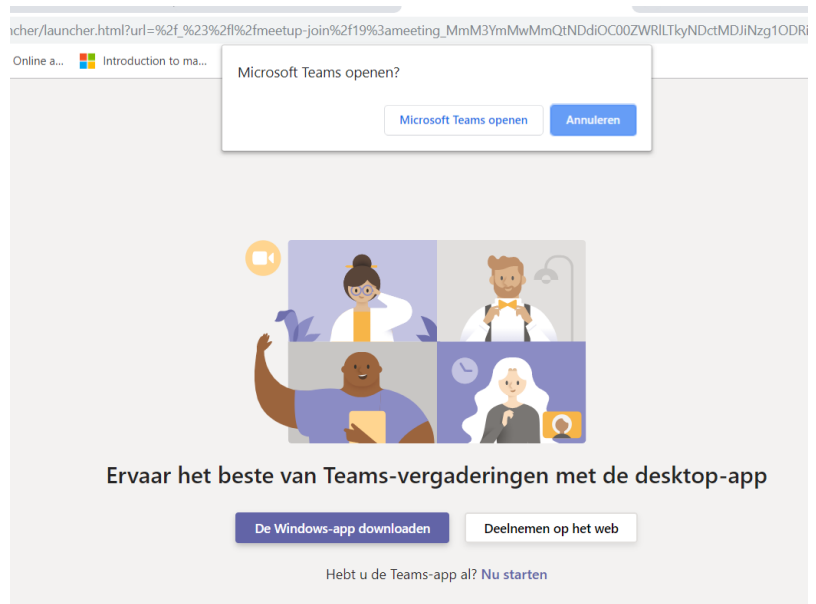 ncher/launcher.html?url=%2f_%23%2fl%2fmeetup-join%2f19%3ameeting_MmM3YmMwMmQtNDdiOC00ZWRlLTkyNDctMDJiNzg1ODRi
Online a... Introduction to ma...
Microsoft Teams openen?
Microsoft Teams openen Annuleren
Ervaar het beste van Teams-vergaderingen met de desktop-app
De Windows-app downloaden Deelnemen op het web
Hebt u de Teams-app al? Nu starten